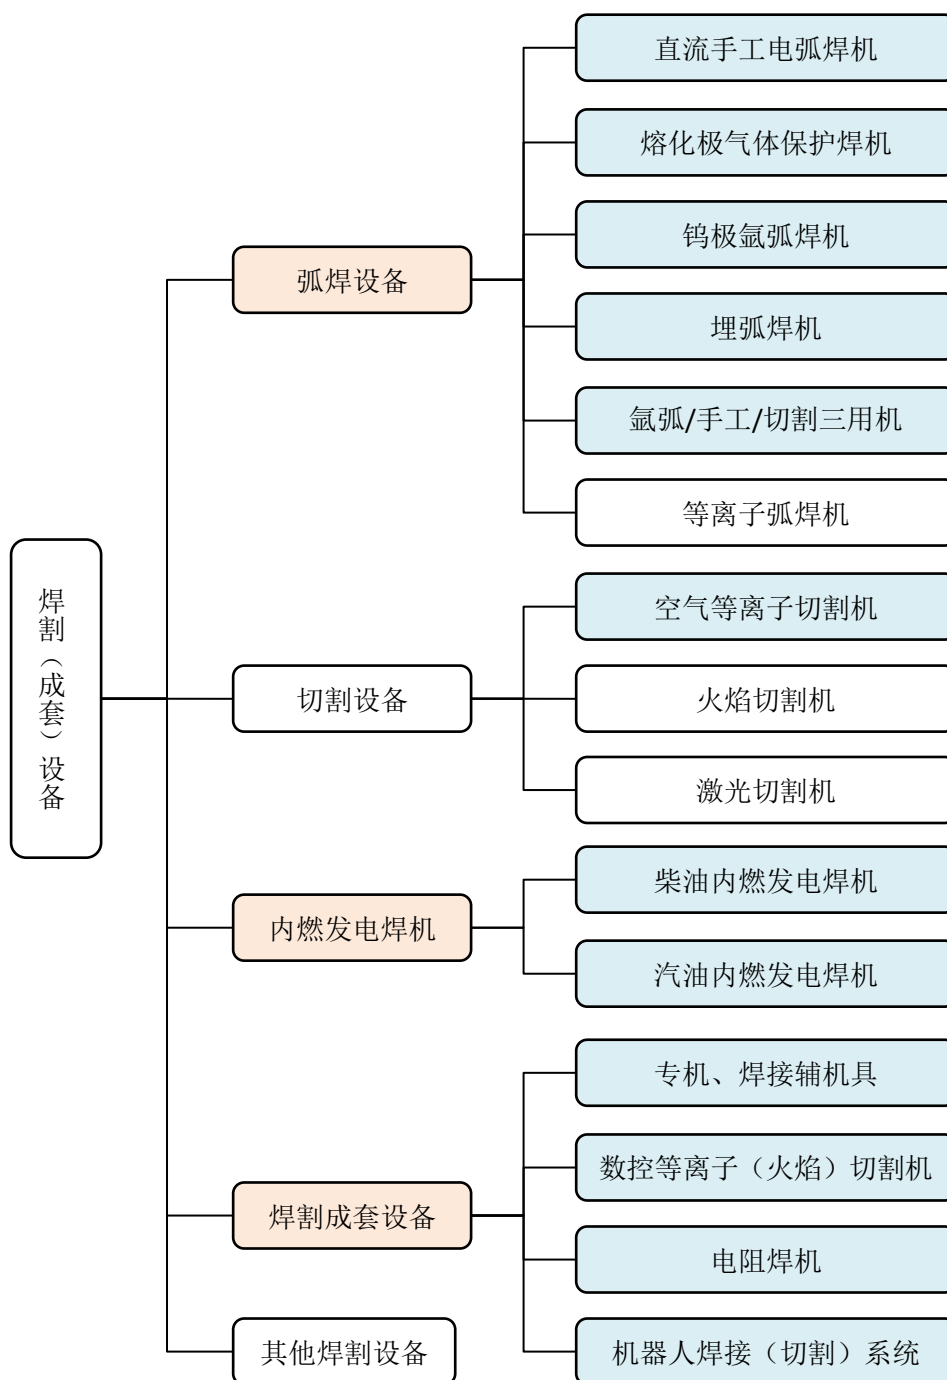 直流手工电弧焊机
熔化极气体保护焊机
钨极氩弧焊机
弧焊设备
埋弧焊机
氩弧/手工/切割三用机
等离子弧焊机
焊割（成套）设备
空气等离子切割机
切割设备
火焰切割机
激光切割机
柴油内燃发电焊机
内燃发电焊机
汽油内燃发电焊机
专机、焊接辅机具
数控等离子（火焰）切割机
焊割成套设备
电阻焊机
其他焊割设备
机器人焊接（切割）系统